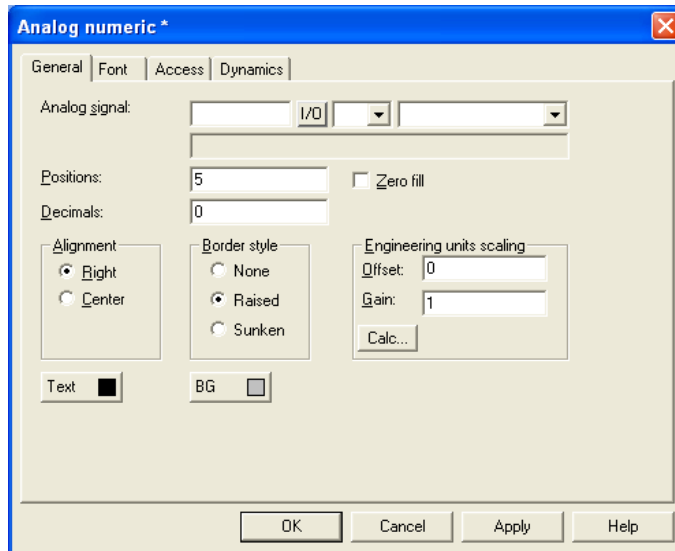 Analog numeric *
General Font Access Dynamics
Analog signal: I/O
Positions: 5 Zero fill
Decimals: 0
Alignment Border style Engineering units scaling
Right None Offset: 0
Center Raised Gain: 1
Sunken Calc...
Text BG
OK Cancel Apply Help